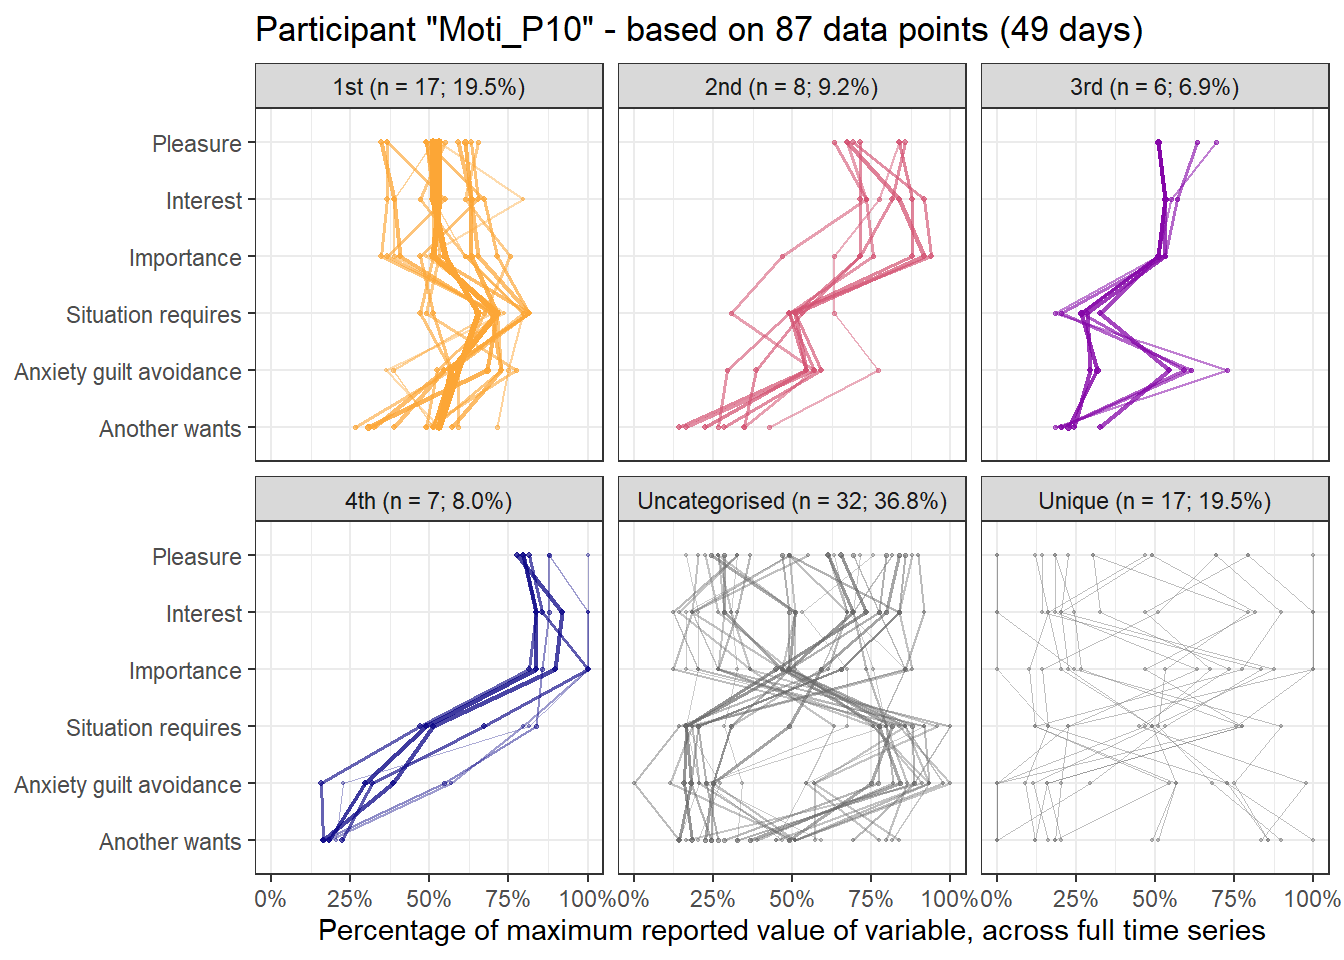 Participant "Moti_P10" - based on 87 data points (49 days)
1st (n = 17; 19.5%)
2nd (n = 8; 9.2%)
3rd (n = 6; 6.9%)
Pleasure
Interest
Importance
Situation requires
Anxiety guilt avoidance
Another wants
4th (n = 7; 8.0%)
Uncategorised (n = 32; 36.8%)
Unique (n = 17; 19.5%)
Pleasure
Interest
Importance
Situation requires
Anxiety guilt avoidance
Another wants
0% 25% 50% 75% 100%
0% 25% 50% 75% 100%
0% 25% 50% 75% 100%
Percentage of maximum reported value of variable, across full time series